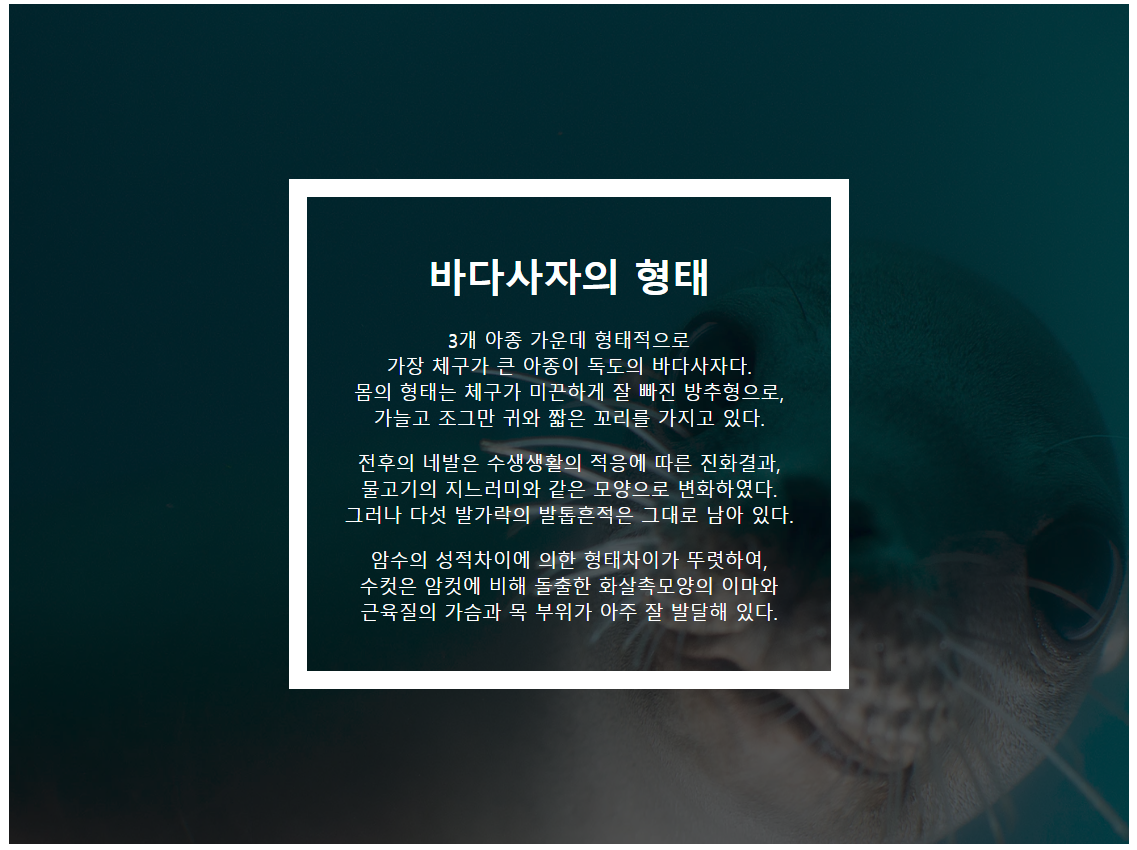 바다사자의 형태
3개 아종 가운데 형태적으로
가장 체구가 큰 아종이 독도의 바다사자다.
몸의 형태는 체구가 미끈하게 잘 빠진 방추형으로,
가늘고 조그만 귀와 짧은 꼬리를 가지고 있다.
전후의 네발은 수생생활의 적응에 따른 진화결과,
물고기의 지느러미와 같은 모양으로 변화하였다.
그러나 다섯 발가락의 발톱흔적은 그대로 남아 있다.
암수의 성적차이에 의한 형태차이가 뚜렷하여,
수컷은 암컷에 비해 돌출한 화살촉모양의 이마와
근육질의 가슴과 목 부위가 아주 잘 발달해 있다.